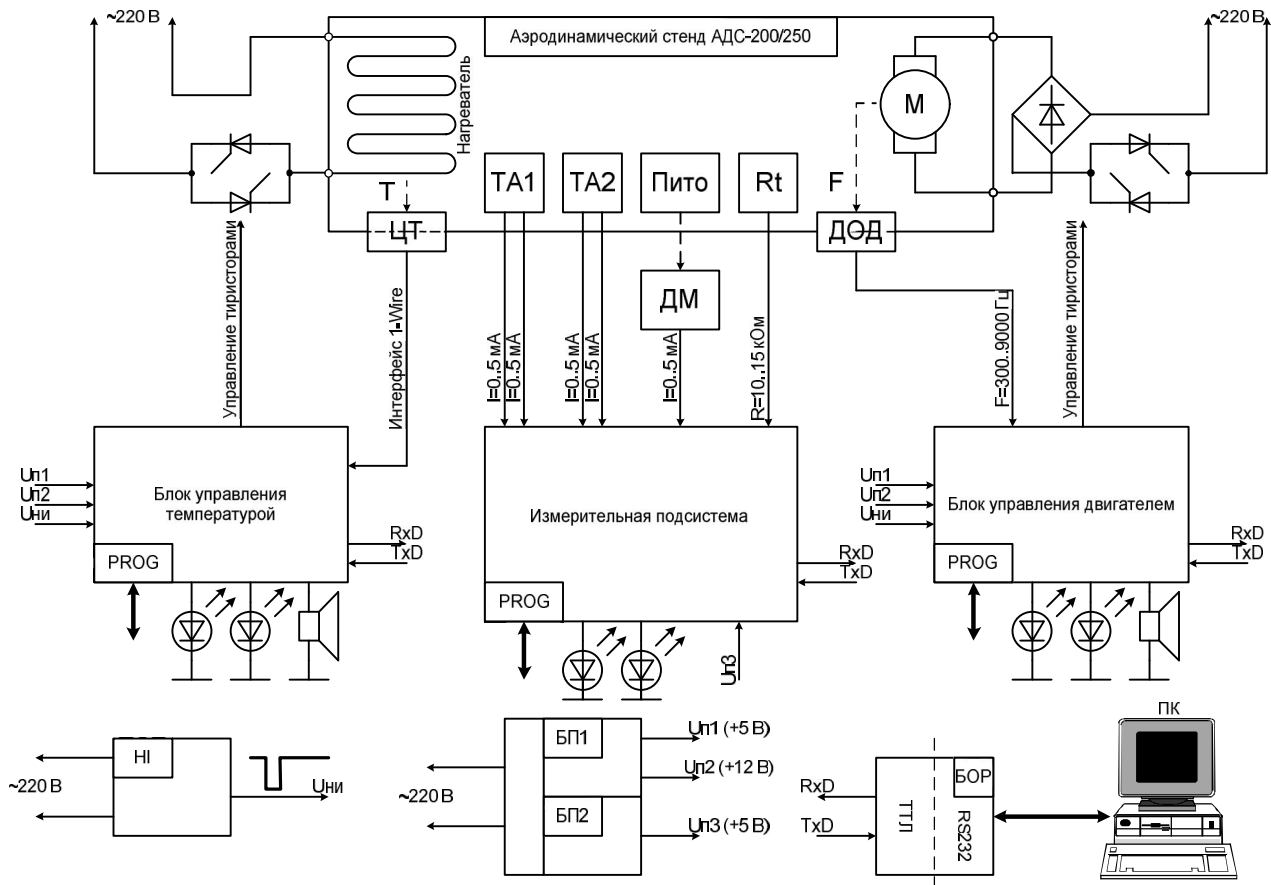 ~220 В
Аэродинамический стенд АДС-200/250
~220 В
Нагреватель
М
ТА1
ТА2
Пито
Rt
T
F
ЦТ
ДОД
ДМ
Управление тиристорами
Интерфейс 1-Wire
I=0..5 мА
I=0..5 мА
I=0..5 мА
I=0..5 мА
I=0..5 мА
R=10..15 кОм
F=300..9000 Гц
Управление тиристорами
Uп1
Uп2
Uни
Блок управления
температурой
RxD
TxD
PROG
Измерительная подсистема
RxD
TxD
PROG
Uп3
Uп1
Uп2
Uни
Блок управления двигателем
RxD
TxD
PROG
НІ
~220 В
Uни
БП1
БП2
~220 В
Uп1 (+5 В)
Uп2 (+12 В)
Uп3 (+5 В)
RxD
TxD
ТТЛ
RS232
БОР
ПК